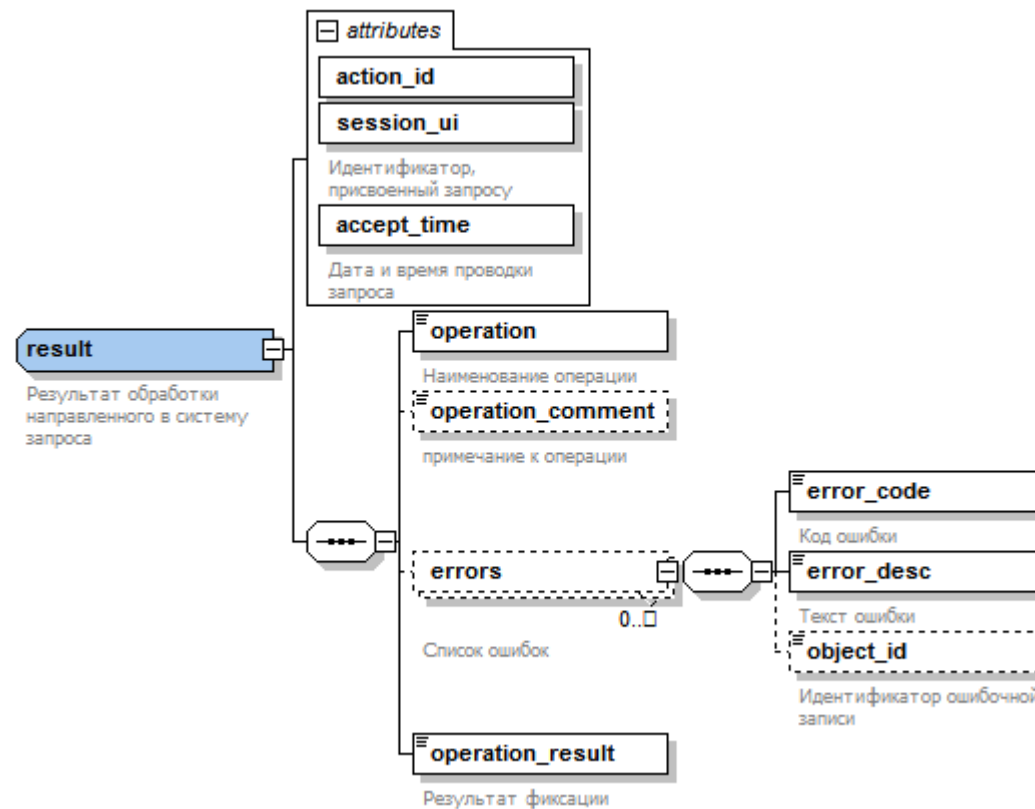 attributes
action_id
session_ui
Идентификатор,
присвоенный запросу
accept_time
Дата и время проводки
запроса
result
Результат обработки
направленного в систему
запроса
operation
Наименование операции
operation_comment
примечание к операции
errors
0..□
Список ошибок
error_code
Код ошибки
error_desc
Текст ошибки
object_id
Идентификатор ошибочной
записи
operation_result
Результат фиксации